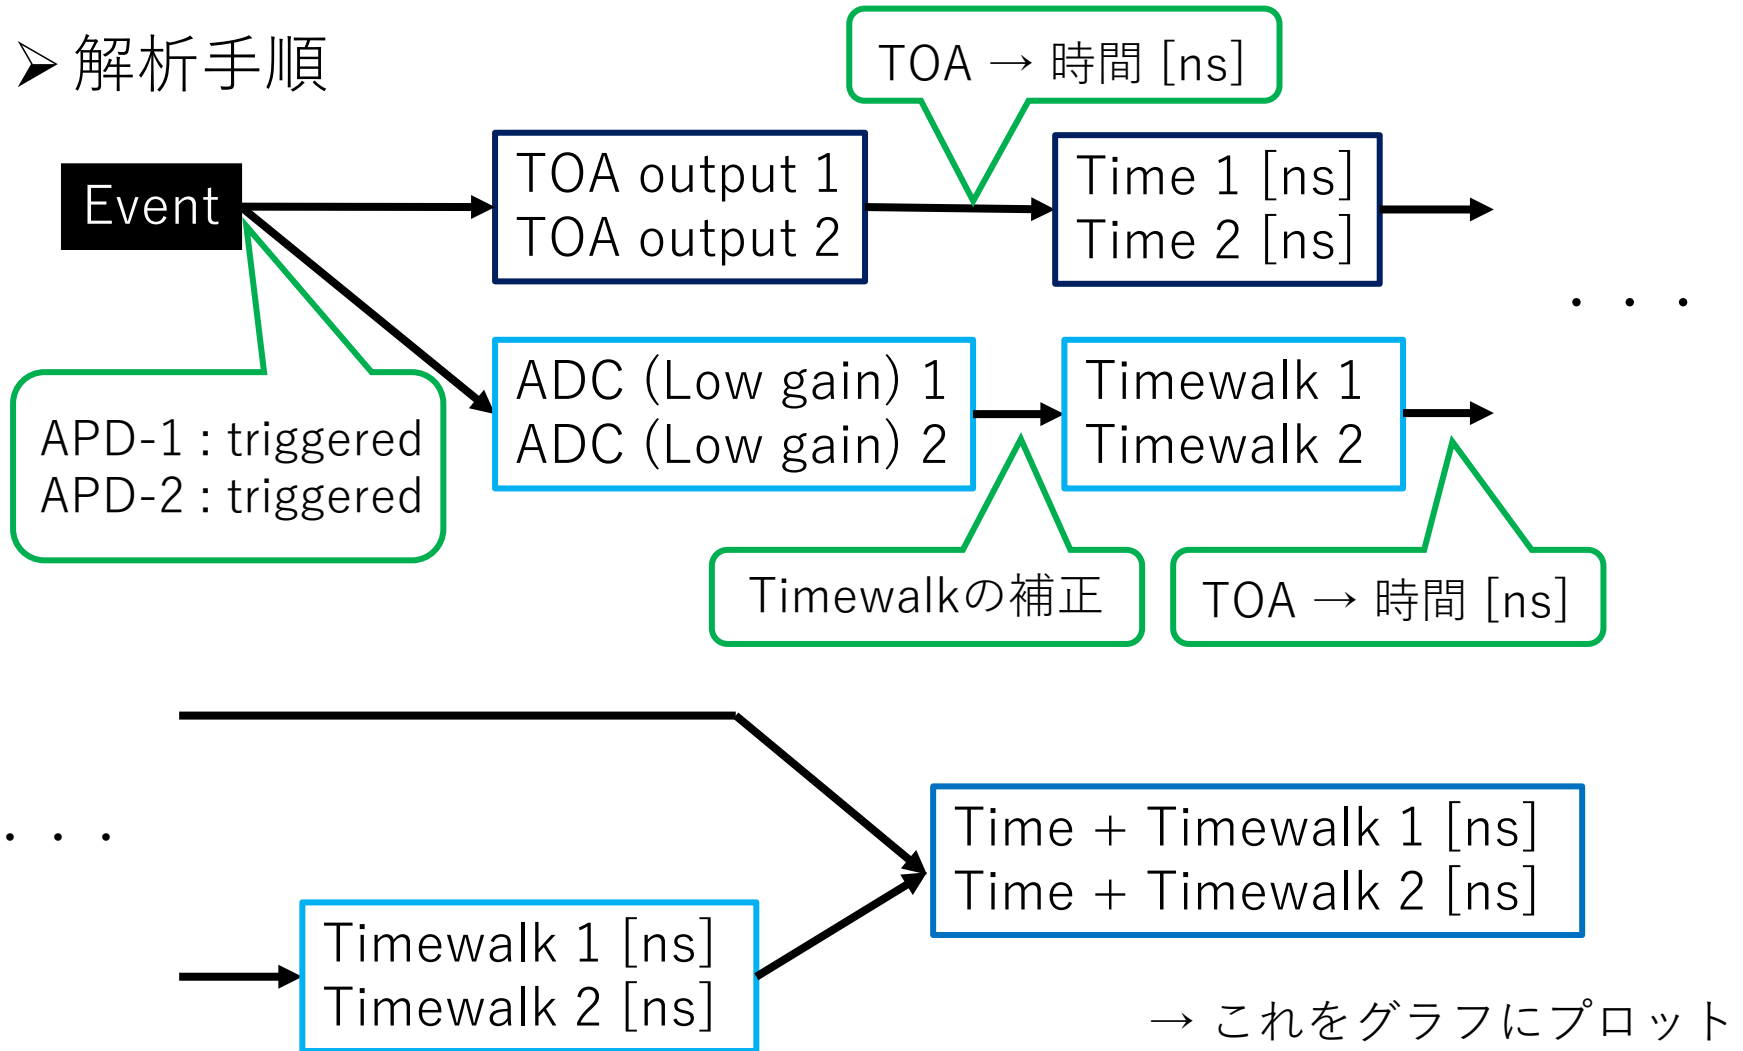 ➢ 解析手順
TOA → 時間 [ns]
Event
TOA output 1
TOA output 2
Time 1 [ns]
Time 2 [ns]
・・・
ADC (Low gain) 1
ADC (Low gain) 2
Timewalk 1
Timewalk 2
APD-1 : triggered
APD-2 : triggered
Timewalkの補正
TOA → 時間 [ns]
・・・
Time + Timewalk 1 [ns]
Time + Timewalk 2 [ns]
Timewalk 1 [ns]
Timewalk 2 [ns]
→ これをグラフにプロット